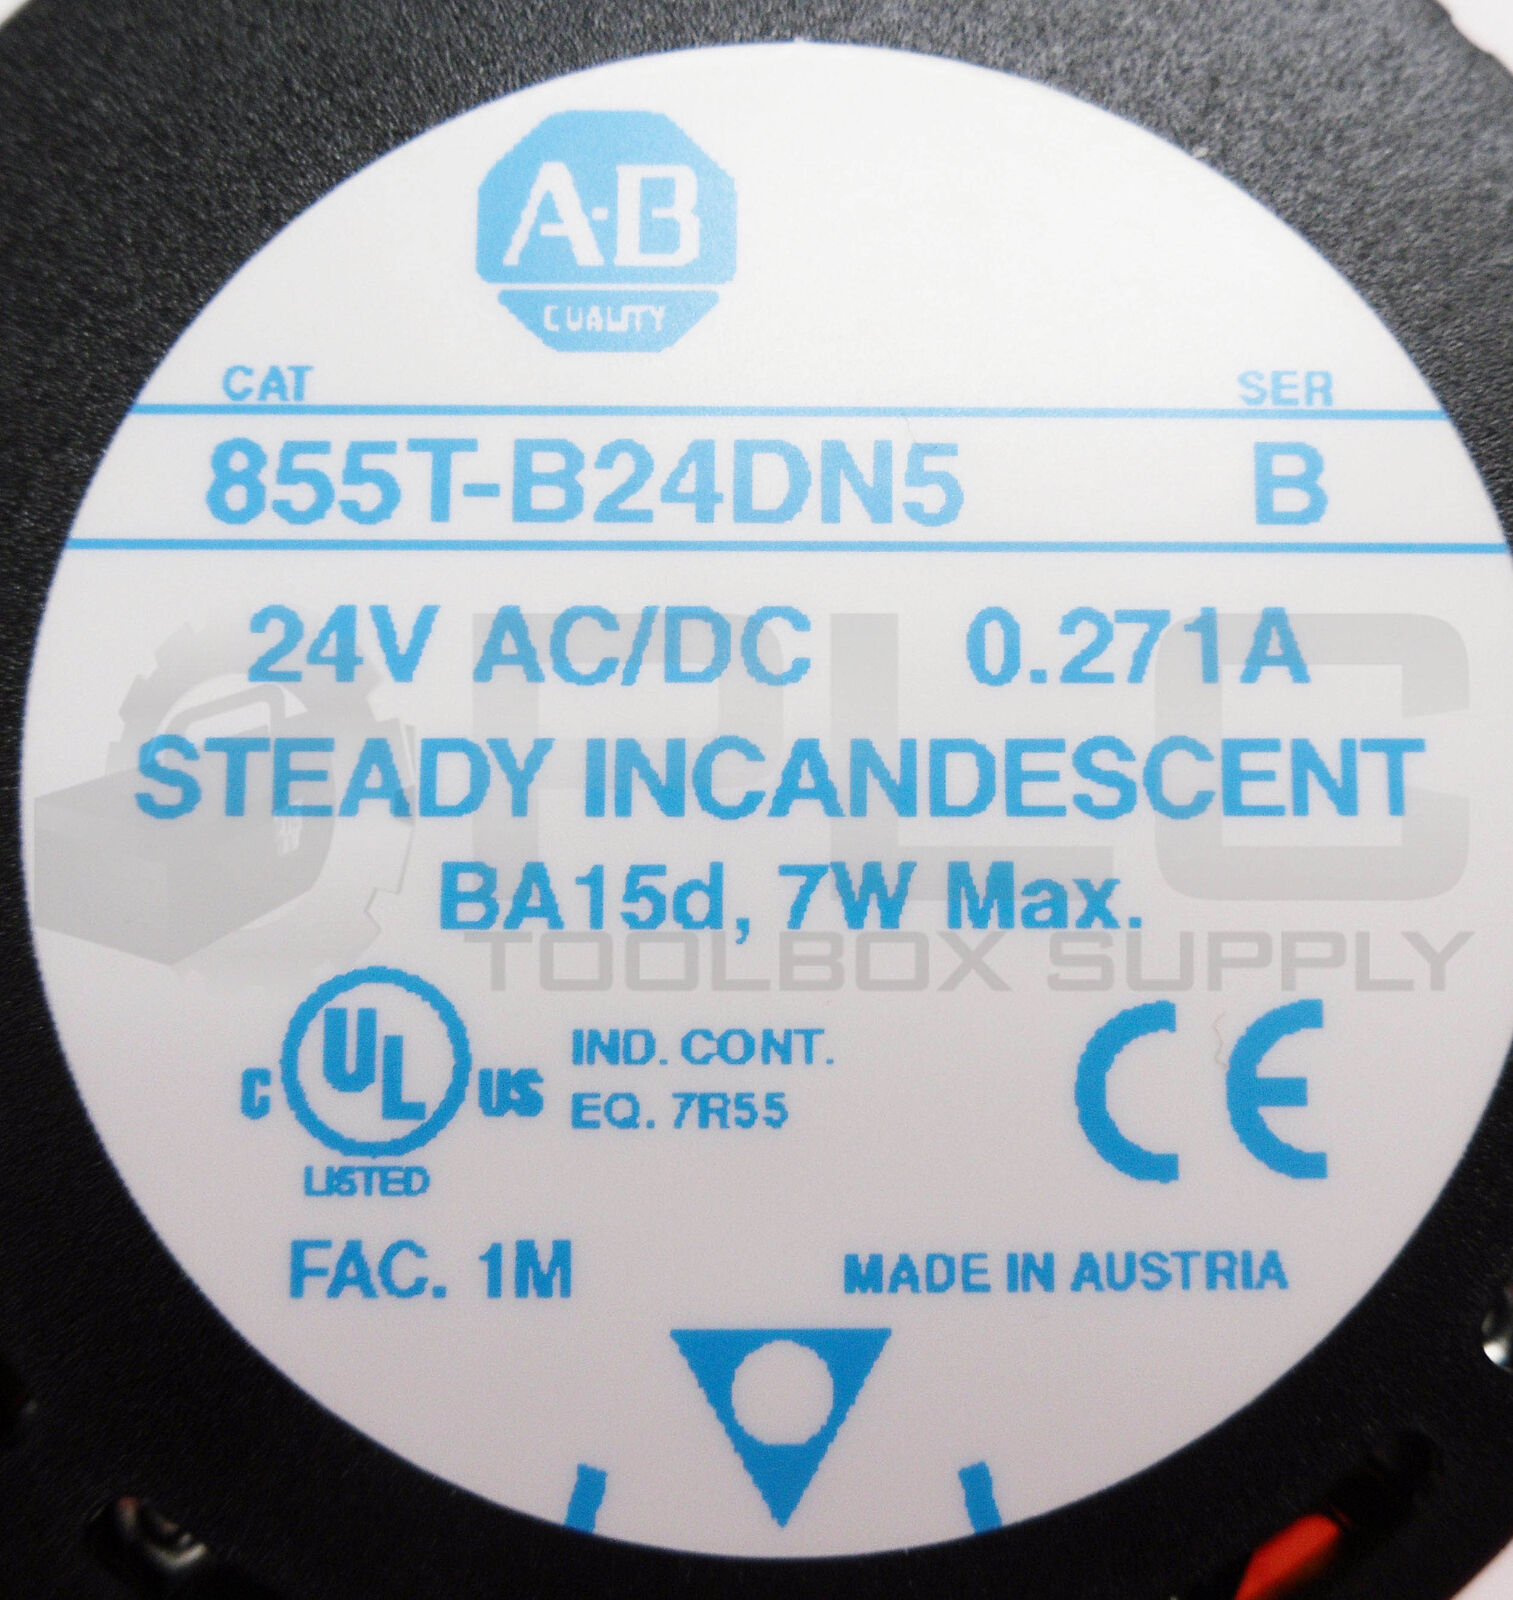 A-B
QUALITY
CAT SER
855T-B24DN5 B
24V AC/DC 0.271A
STEADY INCANDESCENT
BA15d, 7W Max.
PLC
TOOLBOX SUPPLY
C UL US
LISTED
IND. CONT.
EQ. 7R55
CE
FAC. 1M
MADE IN AUSTRIA